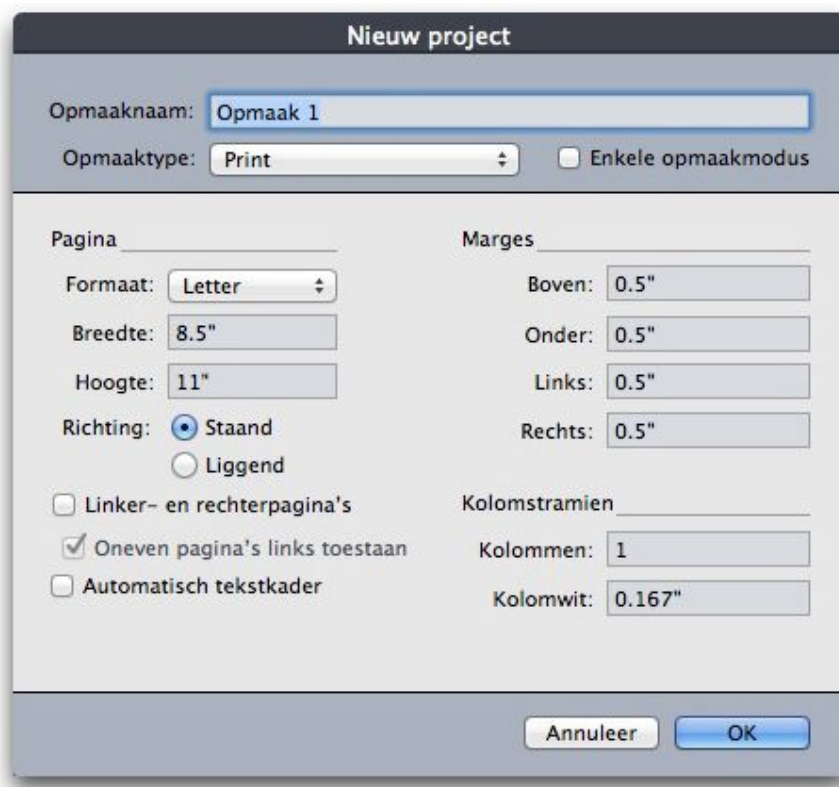 Nieuw project
Opmaaknaam: Opmaak 1
Opmaaktype: Print Enkele opmaakmodus
Pagina
Formaat: Letter
Breedte: 8.5"
Hoogte: 11"
Richting: Staand
Liggend
Linker- en rechterpagina's
Oneven pagina's links toestaan
Automatisch tekstkader
Marges
Boven: 0.5"
Onder: 0.5"
Links: 0.5"
Rechts: 0.5"
Kolomstramien
Kolommen: 1
Kolomwit: 0.167"
Annuleer OK